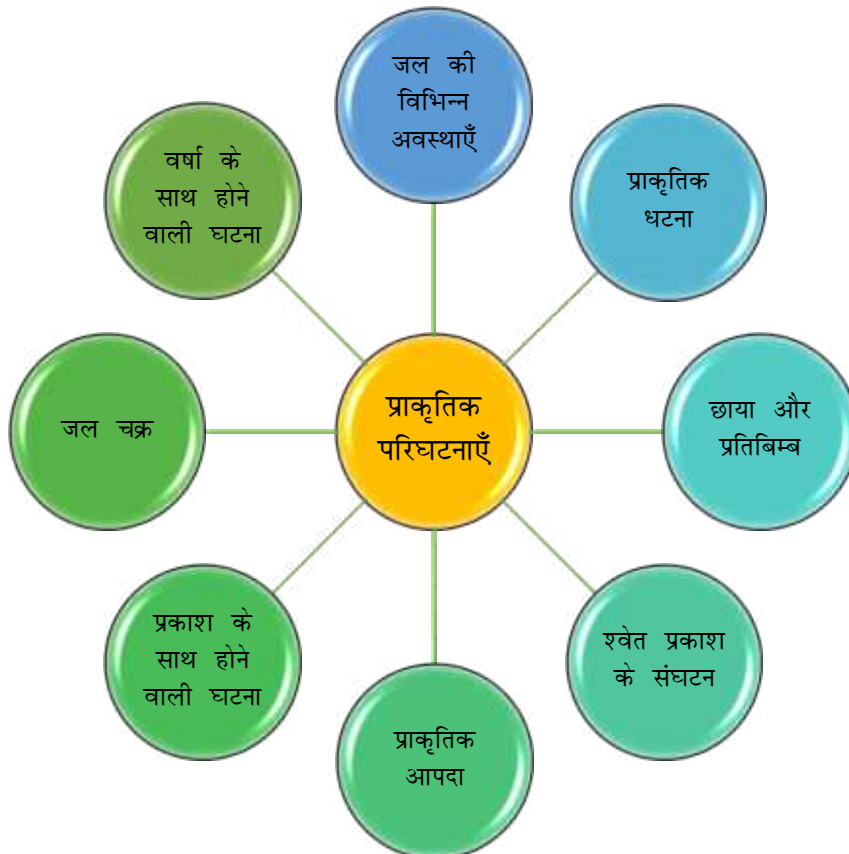 जल की
विभिन्न
अवस्थाएँ
प्राकृतिक
धटना
छाया और
प्रतिबिम्ब
श्वेत प्रकाश
के संघटन
प्राकृतिक
आपदा
प्रकाश के
साथ होने
वाली घटना
जल चक्र
वर्षा के
साथ होने
वाली घटना
प्राकृतिक
परिघटनाएँ